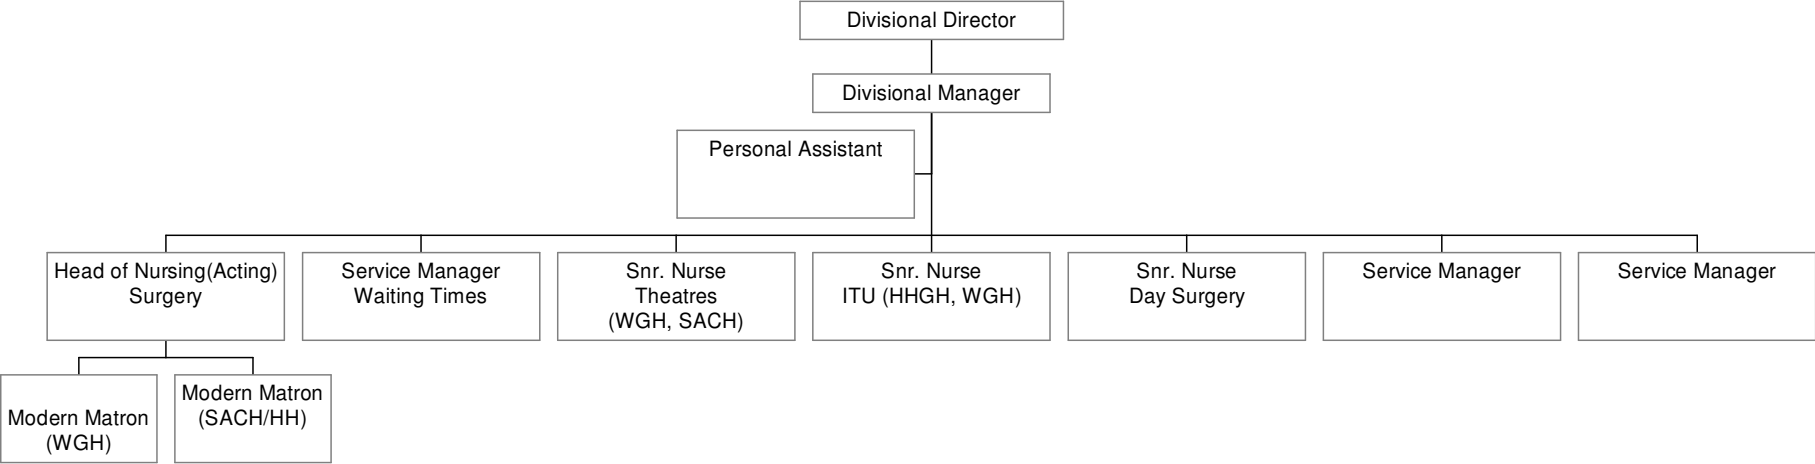 Divisional Director
Divisional Manager
Personal Assistant
Head of Nursing(Acting)
Surgery
Service Manager
Waiting Times
Snr. Nurse
Theatres
(WGH, SACH)
Snr. Nurse
ITU (HHGH, WGH)
Snr. Nurse
Day Surgery
Service Manager
Service Manager
Modern Matron
(WGH)
Modern Matron
(SACH/HH)